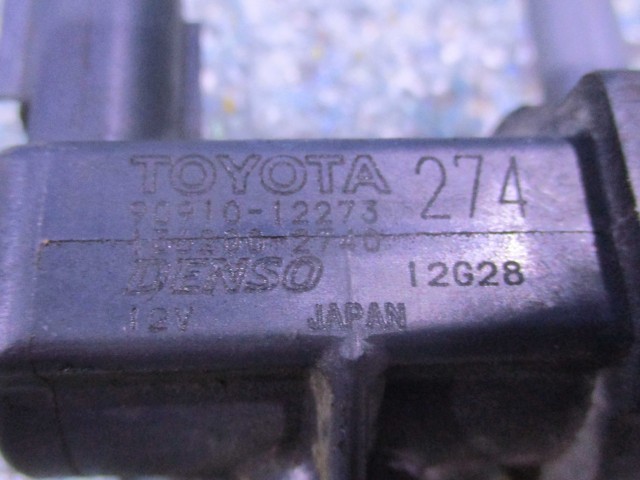 TOYOTA 274
90910-12273
DENSO 12G28
12V JAPAN